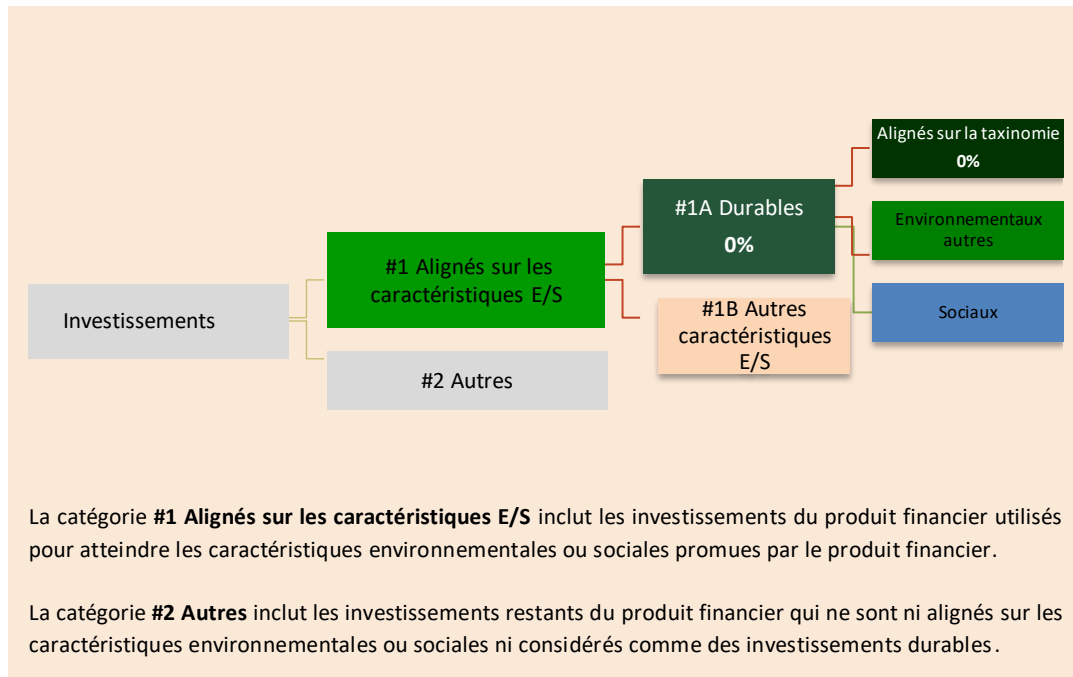 Alignés sur la taxinomie
0%
#1A Durables
0%
Environnementaux
autres
#1 Alignés sur les
caractéristiques E/S
Investissements
#1B Autres
caractéristiques
E/S
Sociaux
#2 Autres
La catégorie #1 Alignés sur les caractéristiques E/S inclut les investissements du produit financier utilisés
pour atteindre les caractéristiques environnementales ou sociales promues par le produit financier.
La catégorie #2 Autres inclut les investissements restants du produit financier qui ne sont ni alignés sur les
caractéristiques environnementales ou sociales ni considérés comme des investissements durables.